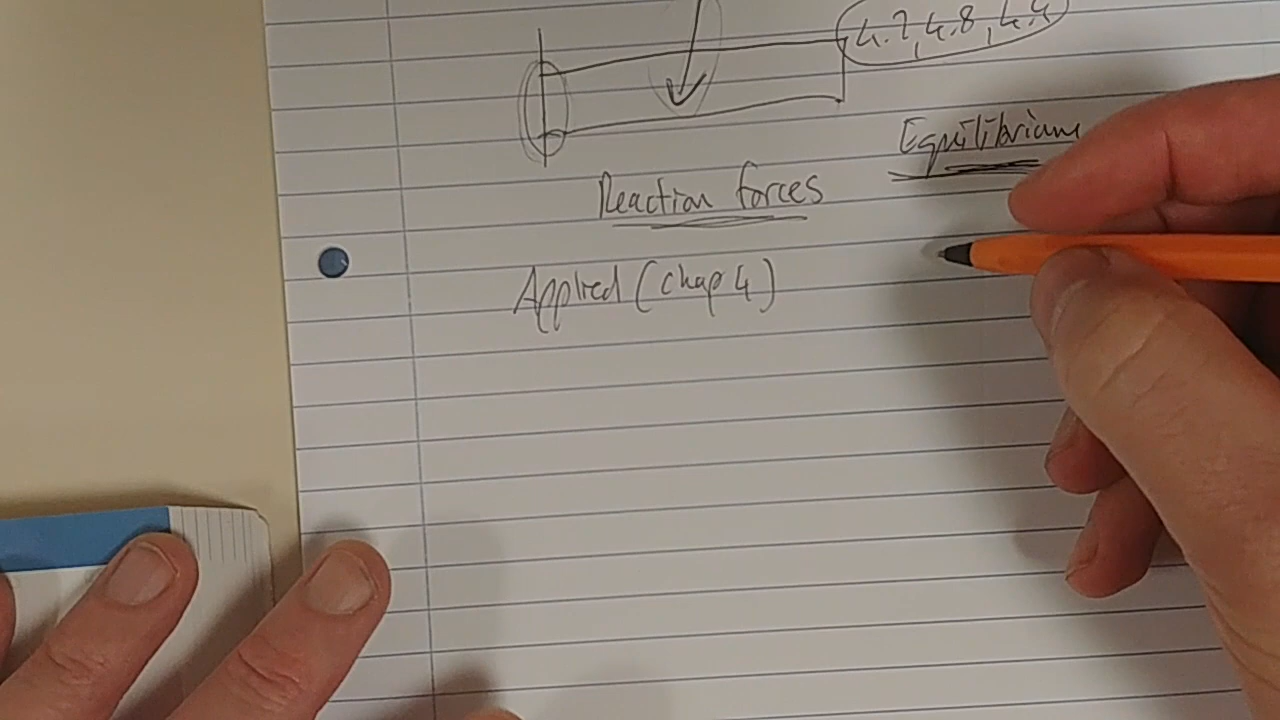 4.7, 4.8, 4.9
Equilibrium
Reaction forces
Applied (chap 4)